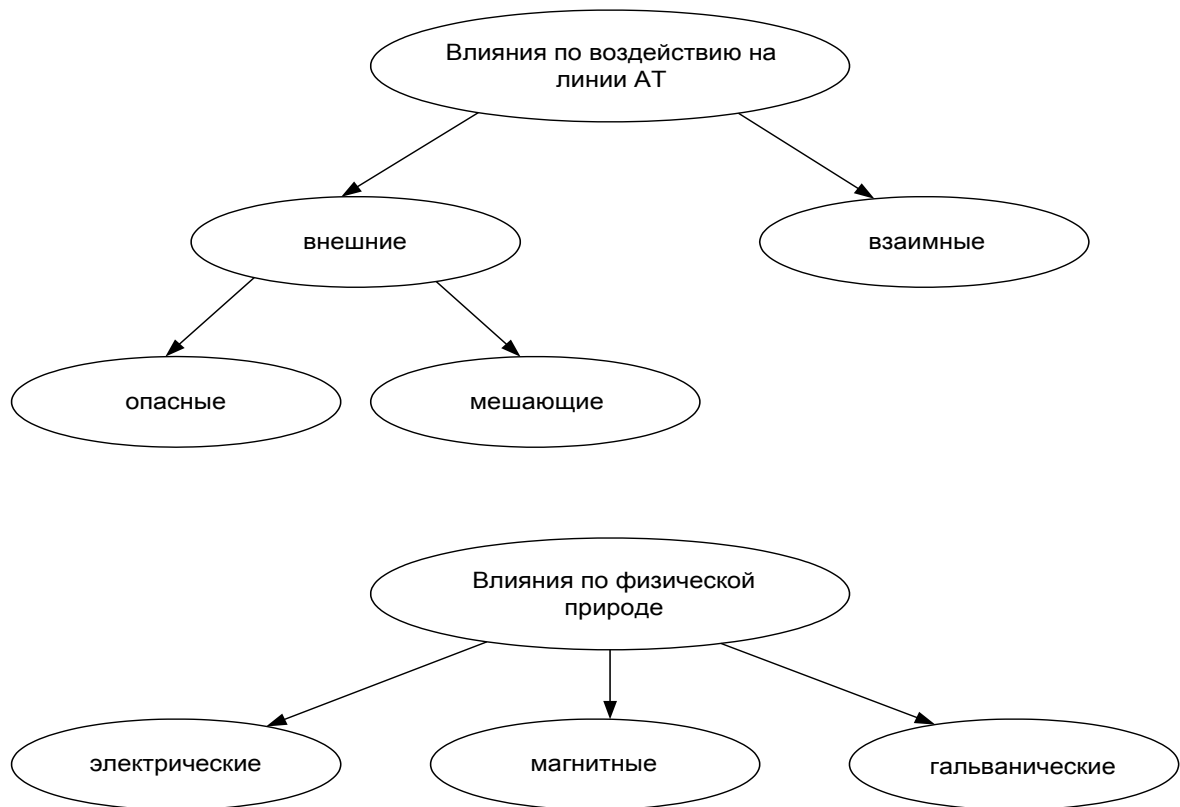 Влияния по воздействию на
линии АТ
внешние
взаимные
опасные
мешающие
Влияния по физической
природе
электрические
магнитные
гальванические